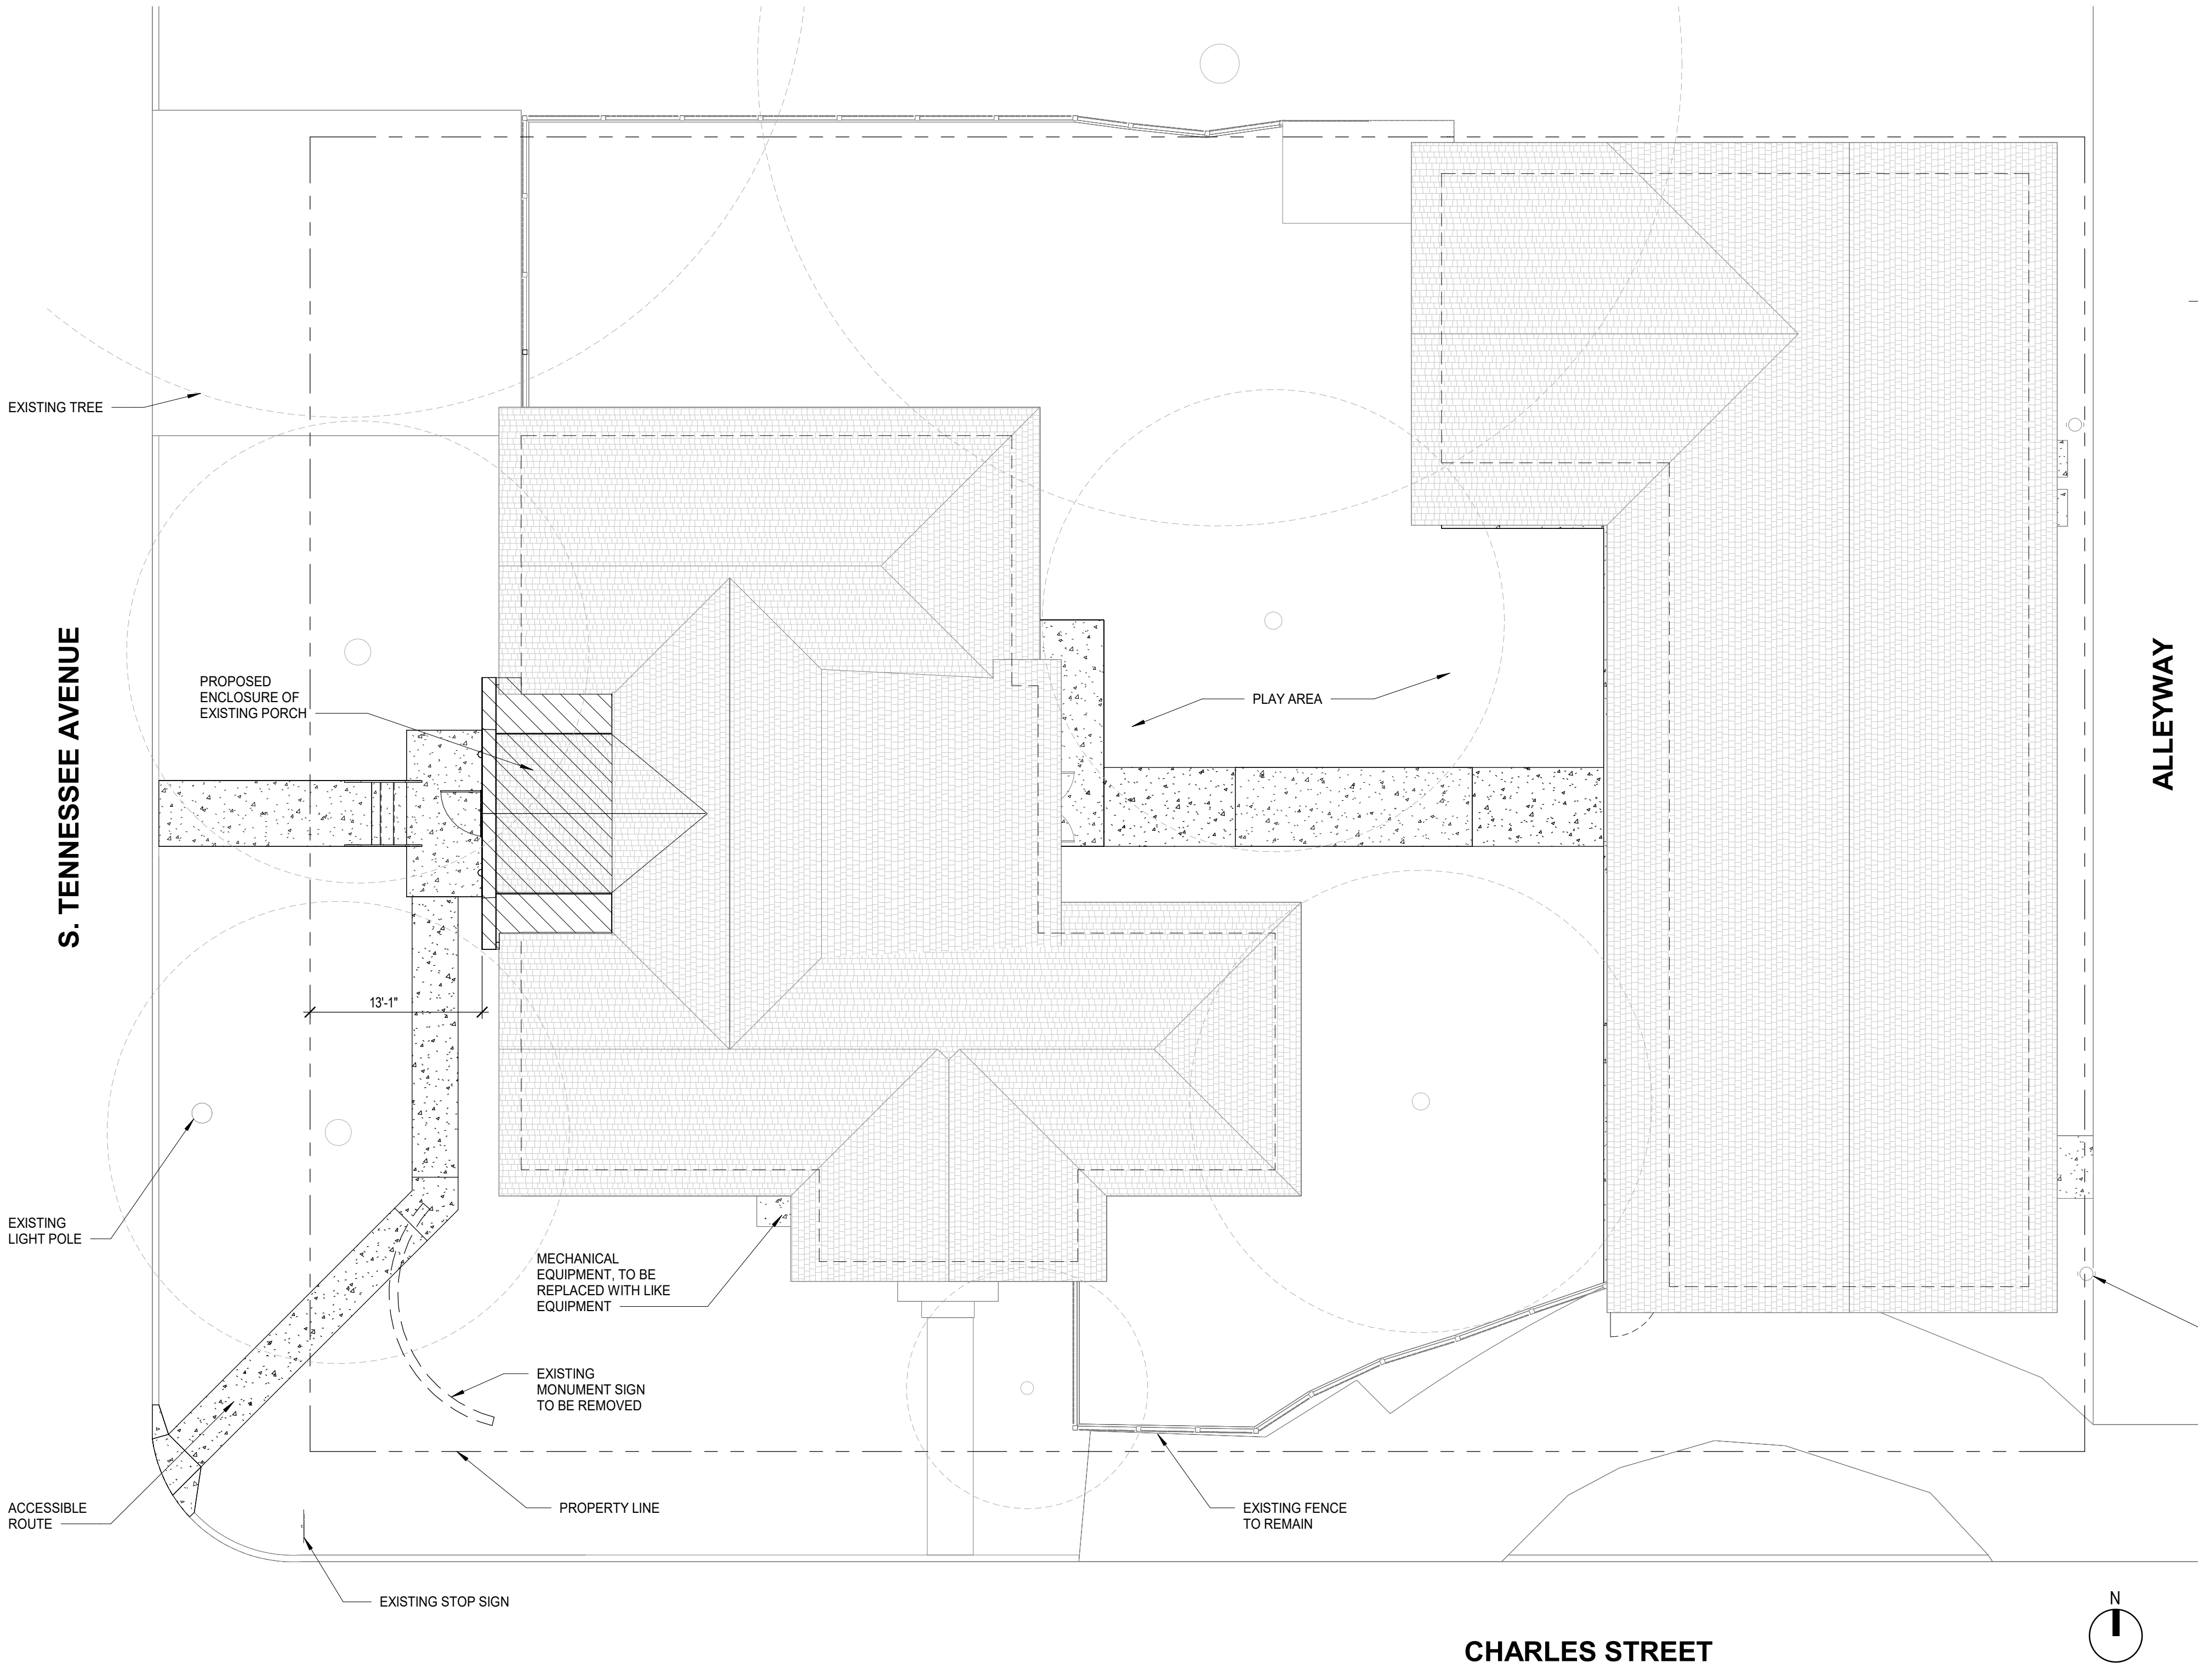 EXISTING TREE
S. TENNESSEE AVENUE
PROPOSED
ENCLOSURE OF
EXISTING PORCH
PLAY AREA
ALLEYWAY
13'-1"
EXISTING
LIGHT POLE
MECHANICAL
EQUIPMENT, TO BE
REPLACED WITH LIKE
EQUIPMENT
EXISTING
MONUMENT SIGN
TO BE REMOVED
ACCESSIBLE
ROUTE
PROPERTY LINE
EXISTING FENCE
TO REMAIN
EXISTING STOP SIGN
N
CHARLES STREET